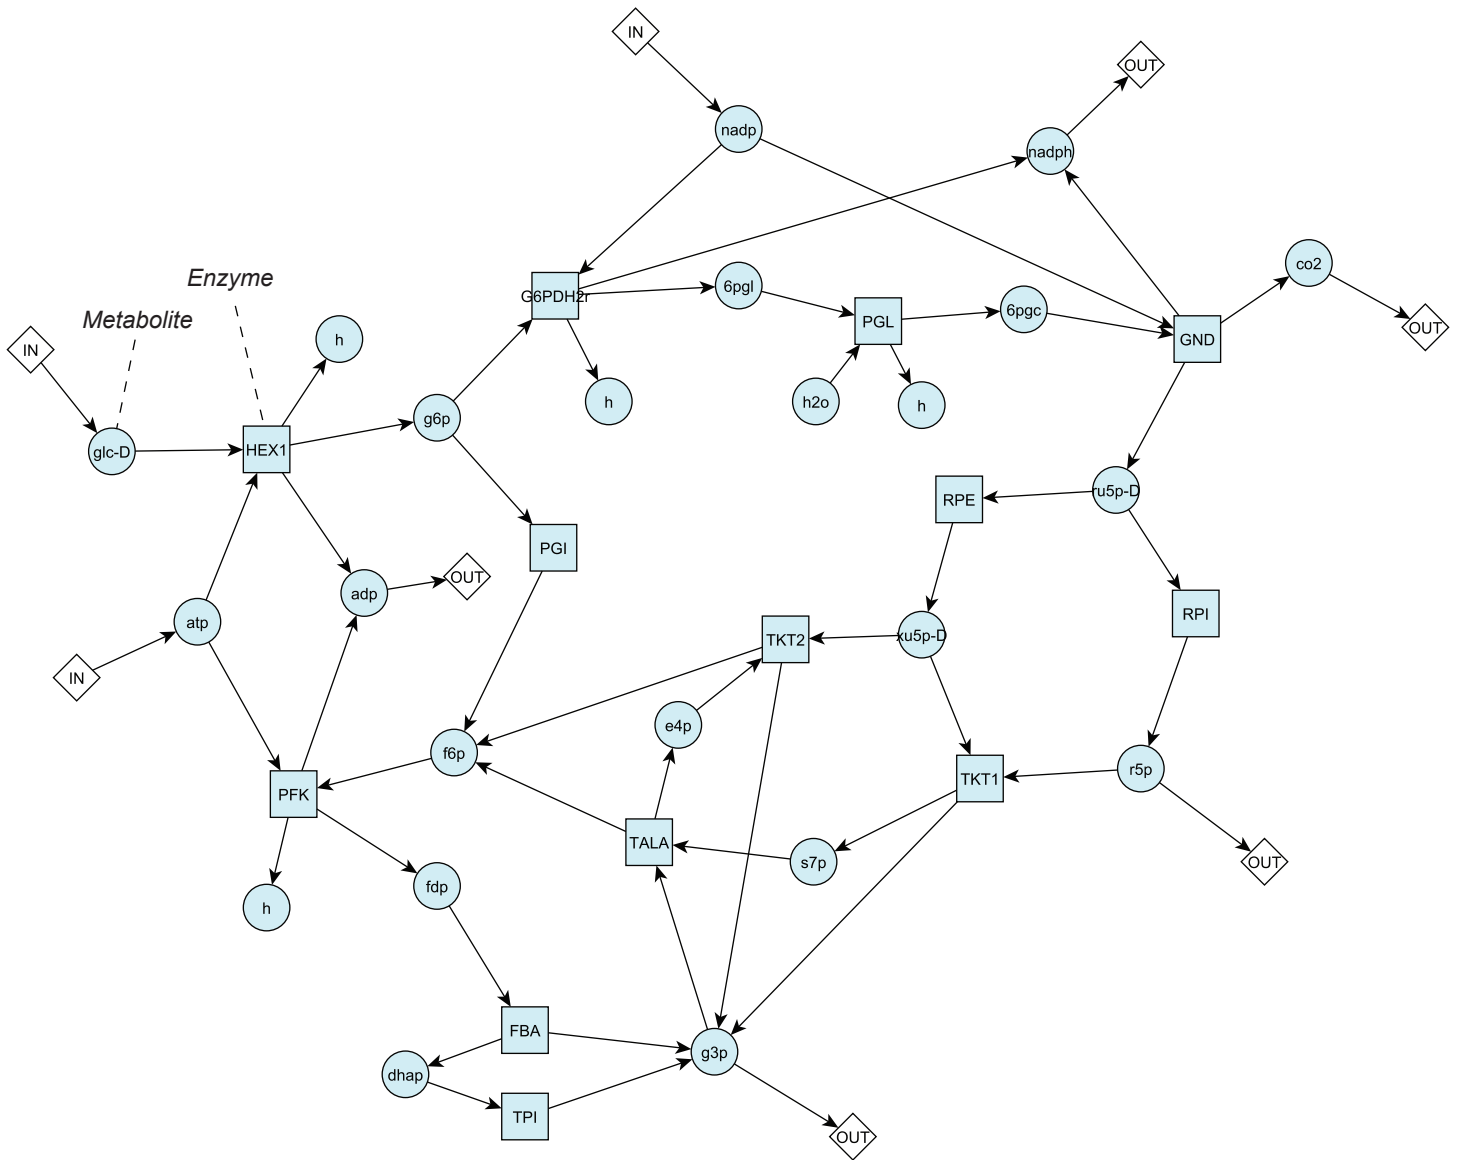 IN
OUT
nadp
nadph
co2
Enzyme
G6PDH2r
6pgl
6pgc
Metabolite
PGL
OUT
IN
h
GND
h
h2o
h
g6p
glc-D
HEX1
ru5p-D
RPE
PGI
OUT
adp
RPI
atp
TKT2
xu5p-D
IN
e4p
f6p
r5p
TKT1
PFK
TALA
s7p
OUT
fdp
h
FBA
g3p
dhap
TPI
OUT